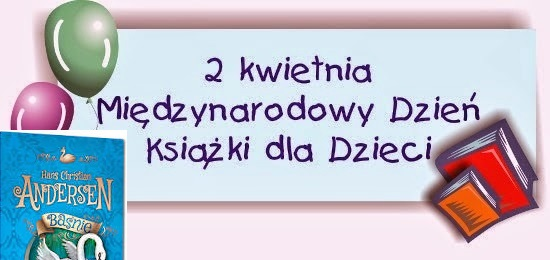 2 kwietnia
Międzynarodowy Dzień
Książki dla Dzieci
Hans Christian
ANDERSEN
Baśnie